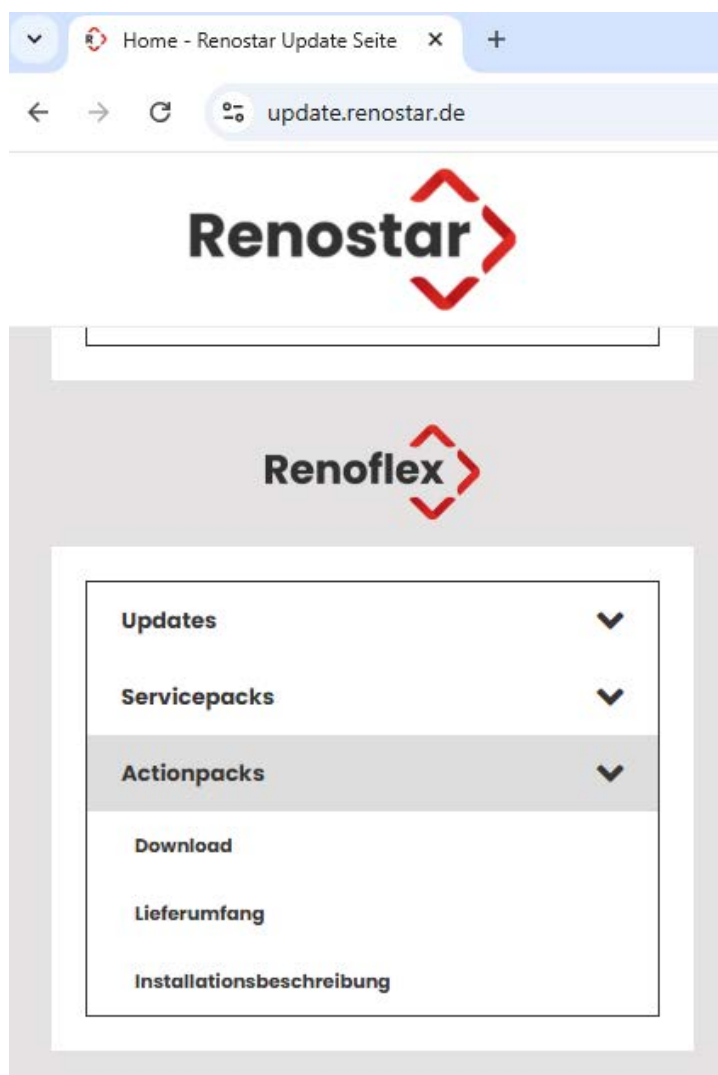 Home - Renostar Update Seite
update.renostar.de
Renostar
Renoflex
Updates
Servicepacks
Actionpacks
Download
Lieferumfang
Installationsbeschreibung